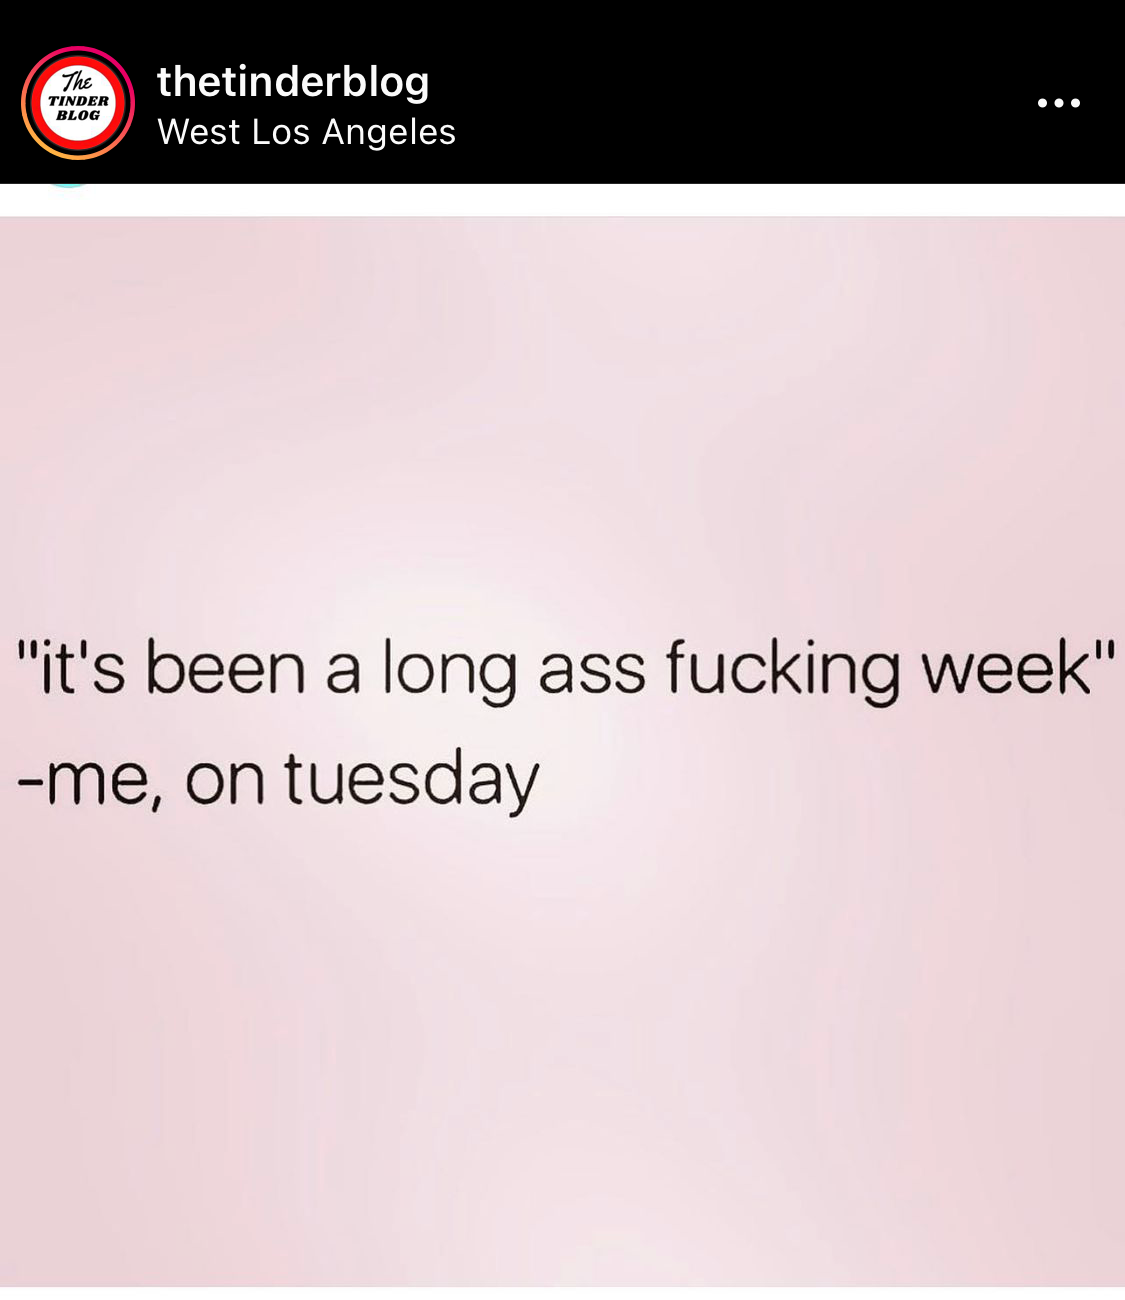 The
TINDER
BLOG
thetinderblog
West Los Angeles
"it's been a long ass fucking week"
-me, on tuesday